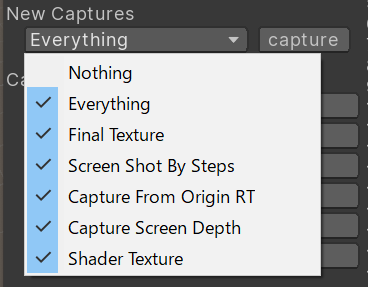 New Captures
Everything
capture
Ca
Nothing
Everything
Final Texture
Screen Shot By Steps
Capture From Origin RT
Capture Screen Depth
Shader Texture